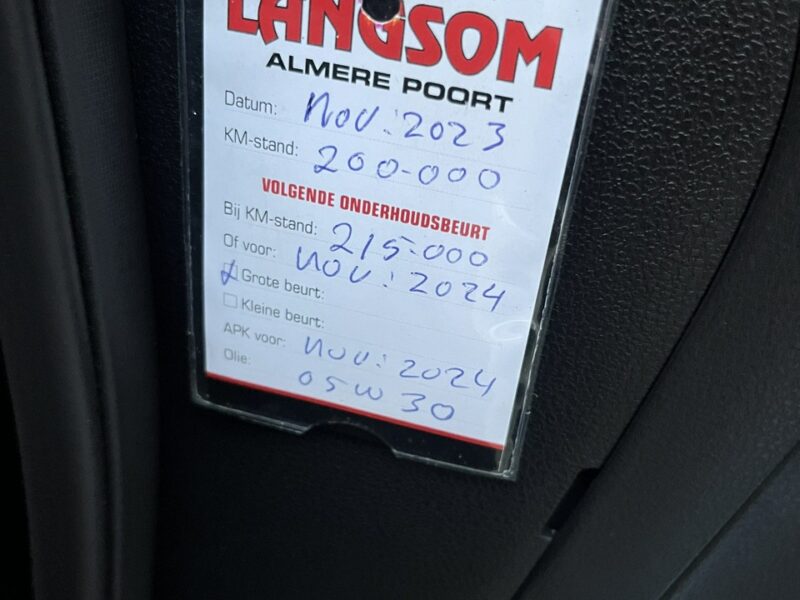 LANGSOM
ALMERE POORT
Datum: nov: 2023
KM-stand: 200-000
VOLGENDE ONDERHOUDSBEURT
Bij KM-stand: 215.000
Of voor: nov: 2024
Grote beurt:
Kleine beurt:
APK voor: nov: 2024
Olie: 05W30